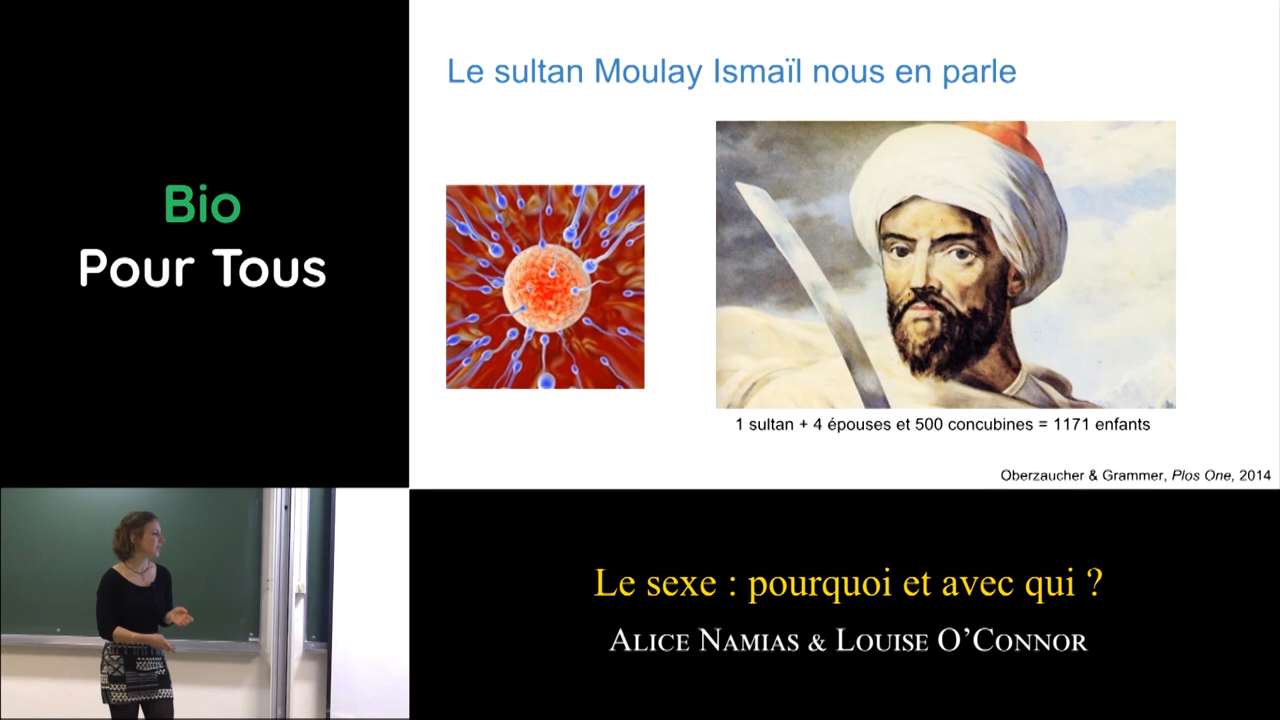 Bio
Pour Tous
Le sultan Moulay Ismaïl nous en parle
1 sultan + 4 épouses et 500 concubines = 1171 enfants
Oberzaucher & Grammer, Plos One, 2014
Le sexe : pourquoi et avec qui ?
Alice Namias & Louise O'Connor